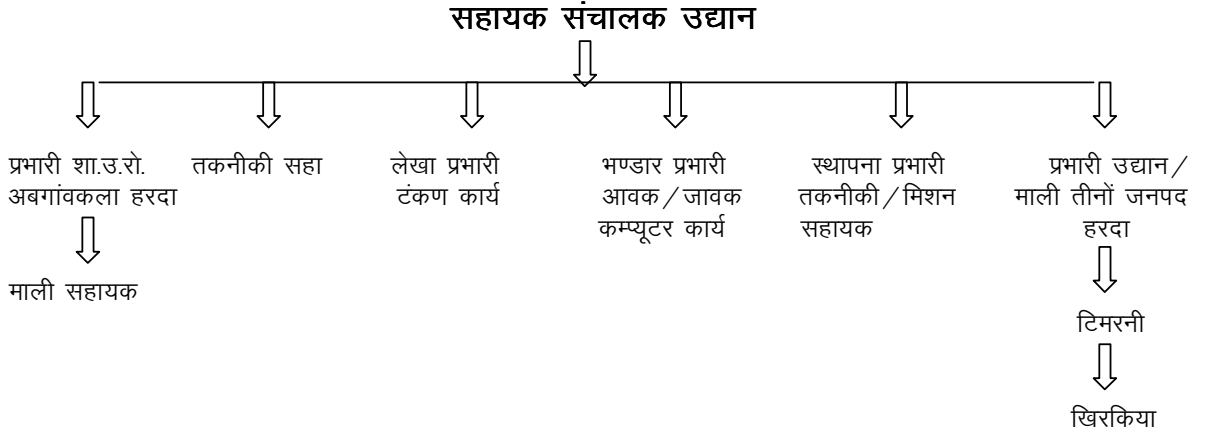 सहायक संचालक उद्यान
प्रभारी शा.उ.रो.
अबगांवकला हरदा
माली सहायक
तकनीकी सहा
लेखा प्रभारी
टंकण कार्य
भण्डार प्रभारी
आवक/जावक
कम्प्यूटर कार्य
स्थापना प्रभारी
तकनीकी/मिशन
सहायक
प्रभारी उद्यान/
माली तीनों जनपद
हरदा
टिमरनी
खिरकिया